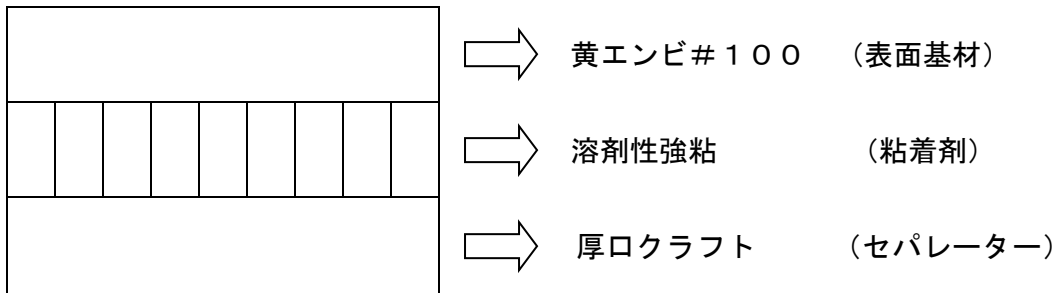 黄エンビ＃１００　（表面基材）
溶剤性強粘　（粘着剤）
厚口クラフト　（セパレーター）